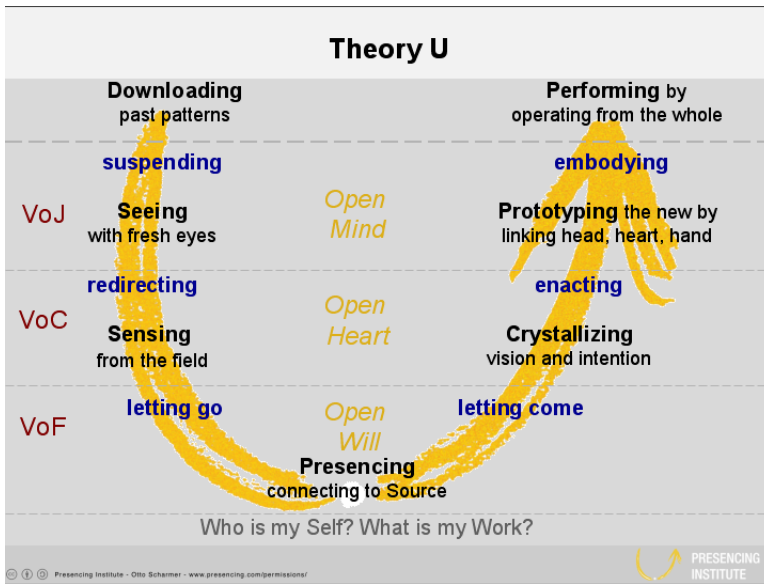 Theory U
Downloading
past patterns
Performing by
operating from the whole
suspending
embodying
VoJ
Seeing
with fresh eyes
Open
Mind
Prototyping the new by
linking head, heart, hand
redirecting
enacting
VoC
Sensing
from the field
Open
Heart
Crystallizing
vision and intention
letting go
letting come
VoF
Open
Will
Presencing
connecting to Source
Who is my Self? What is my Work?
cc Presencing Institute - Otto Scharmer - www.presencing.com/permissions/
PRESENCING
INSTITUTE